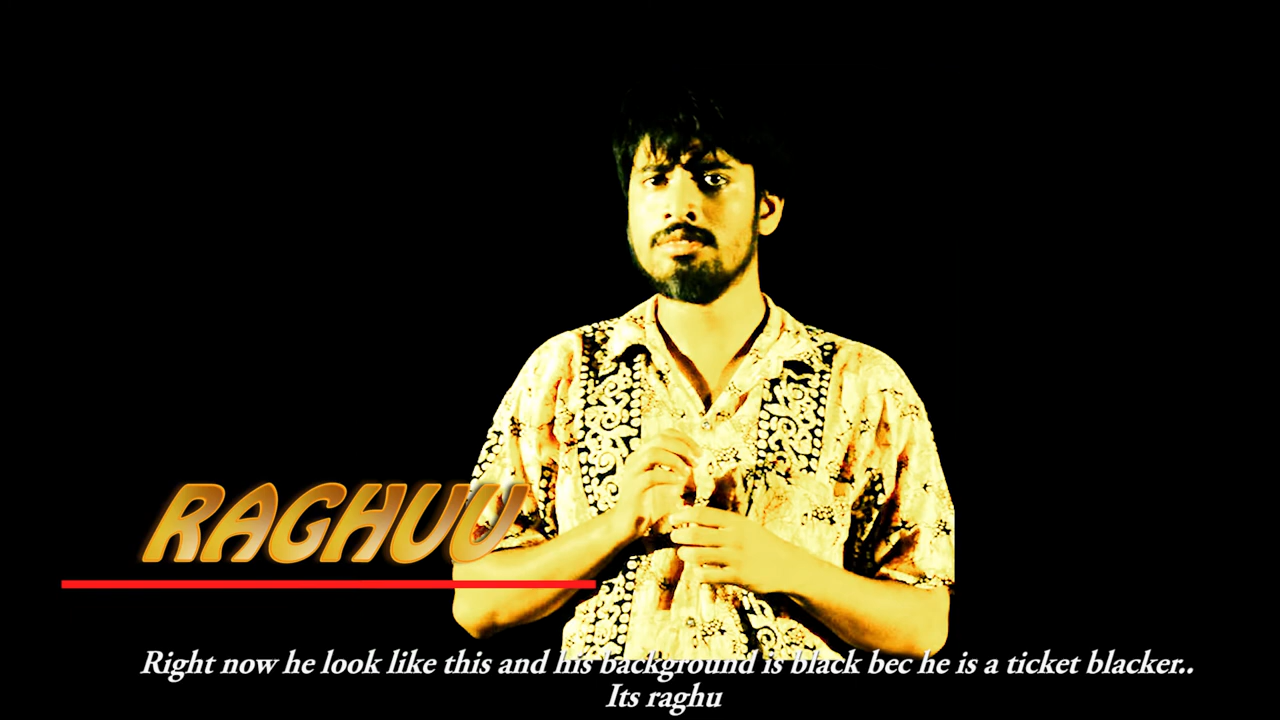 RAGHUU
Right now he look like this and his background is black bec he is a ticket blacker..
Its raghu